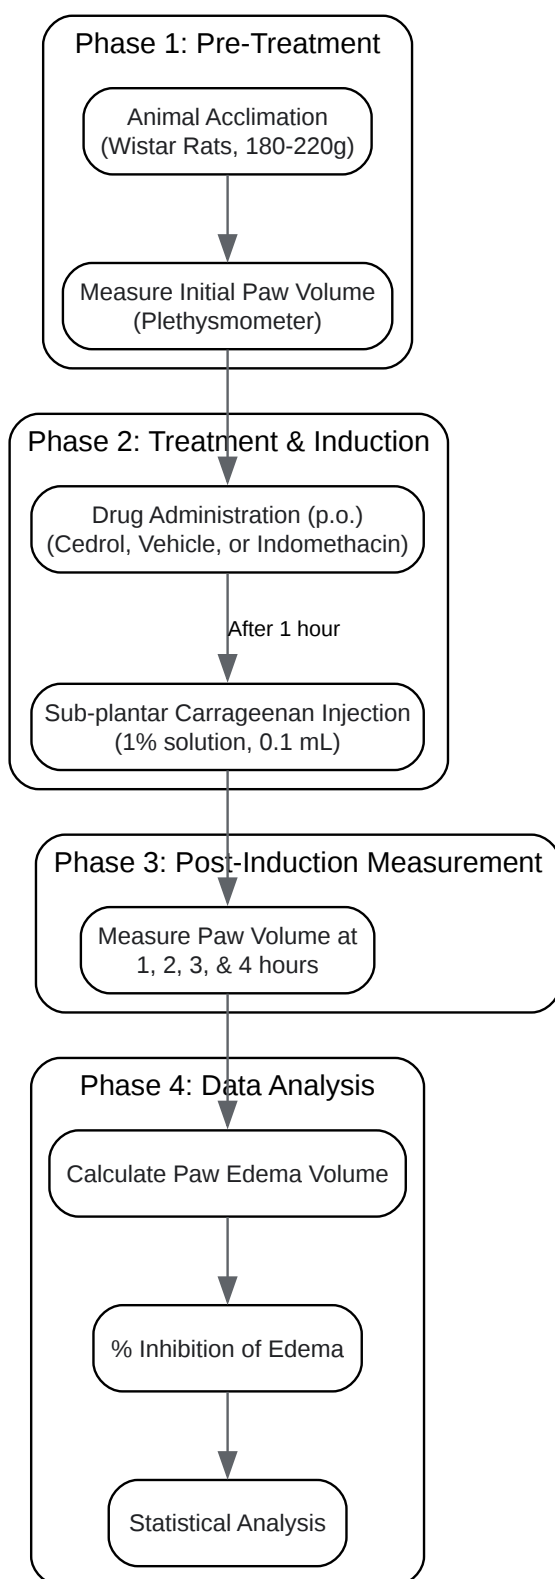 Phase 1: Pre-Treatment
Animal Acclimation
(Wistar Rats, 180-220g)
Measure Initial Paw Volume
(Plethysmometer)
Phase 2: Treatment & Induction
Drug Administration (p.o.)
(Cedrol, Vehicle, or Indomethacin)
After 1 hour
Sub-plantar Carrageenan Injection
(1% solution, 0.1 mL)
Phase 3: Post-Induction Measurement
Measure Paw Volume at
1, 2, 3, & 4 hours
Phase 4: Data Analysis
Calculate Paw Edema Volume
% Inhibition of Edema
Statistical Analysis